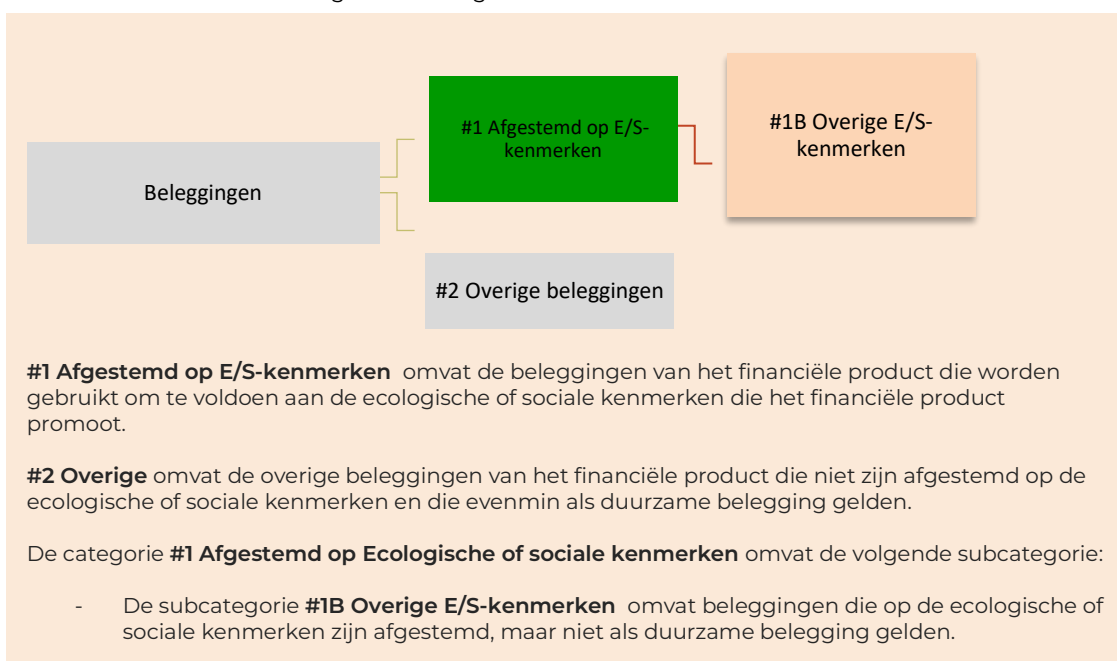 #1 Afgestemd op E/S-
kenmerken
#1B Overige E/S-
kenmerken
Beleggingen
#2 Overige beleggingen
#1 Afgestemd op E/S-kenmerken omvat de beleggingen van het financiële product die worden
gebruikt om te voldoen aan de ecologische of sociale kenmerken die het financiële product
promoot.
#2 Overige omvat de overige beleggingen van het financiële product die niet zijn afgestemd op de
ecologische of sociale kenmerken en die evenmin als duurzame belegging gelden.
De categorie #1 Afgestemd op Ecologische of sociale kenmerken omvat de volgende subcategorie:
- De subcategorie #1B Overige E/S-kenmerken omvat beleggingen die op de ecologische of
sociale kenmerken zijn afgestemd, maar niet als duurzame belegging gelden.